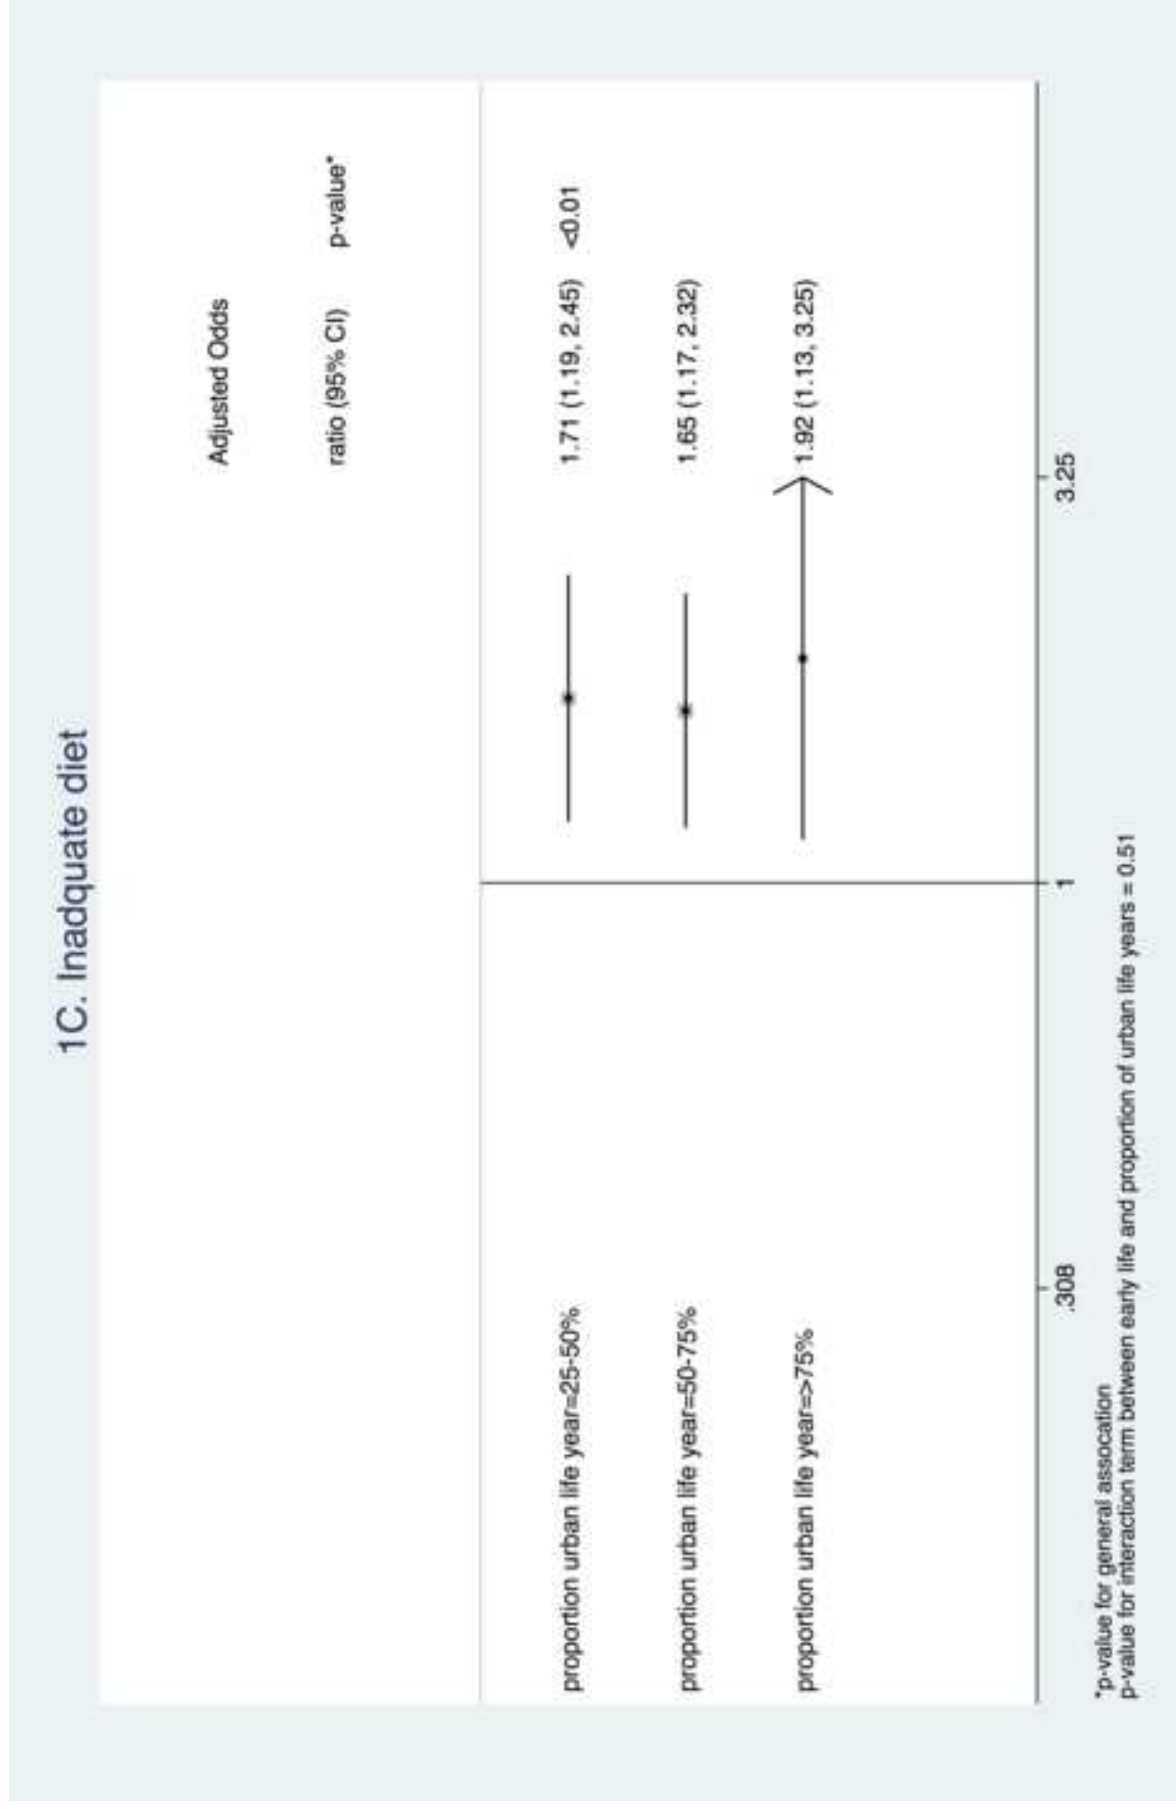 1C. Inadquate diet
Adjusted Odds
ratio (95% CI) p-value*
proportion urban life year=25-50% 1.71 (1.19, 2.45) <0.01
proportion urban life year=50-75% 1.65 (1.17, 2.32)
proportion urban life year=>75% 1.92 (1.13, 3.25)
.308 1 3.25
*p-value for general assocation
p-value for interaction term between early life and proportion of urban life years = 0.51